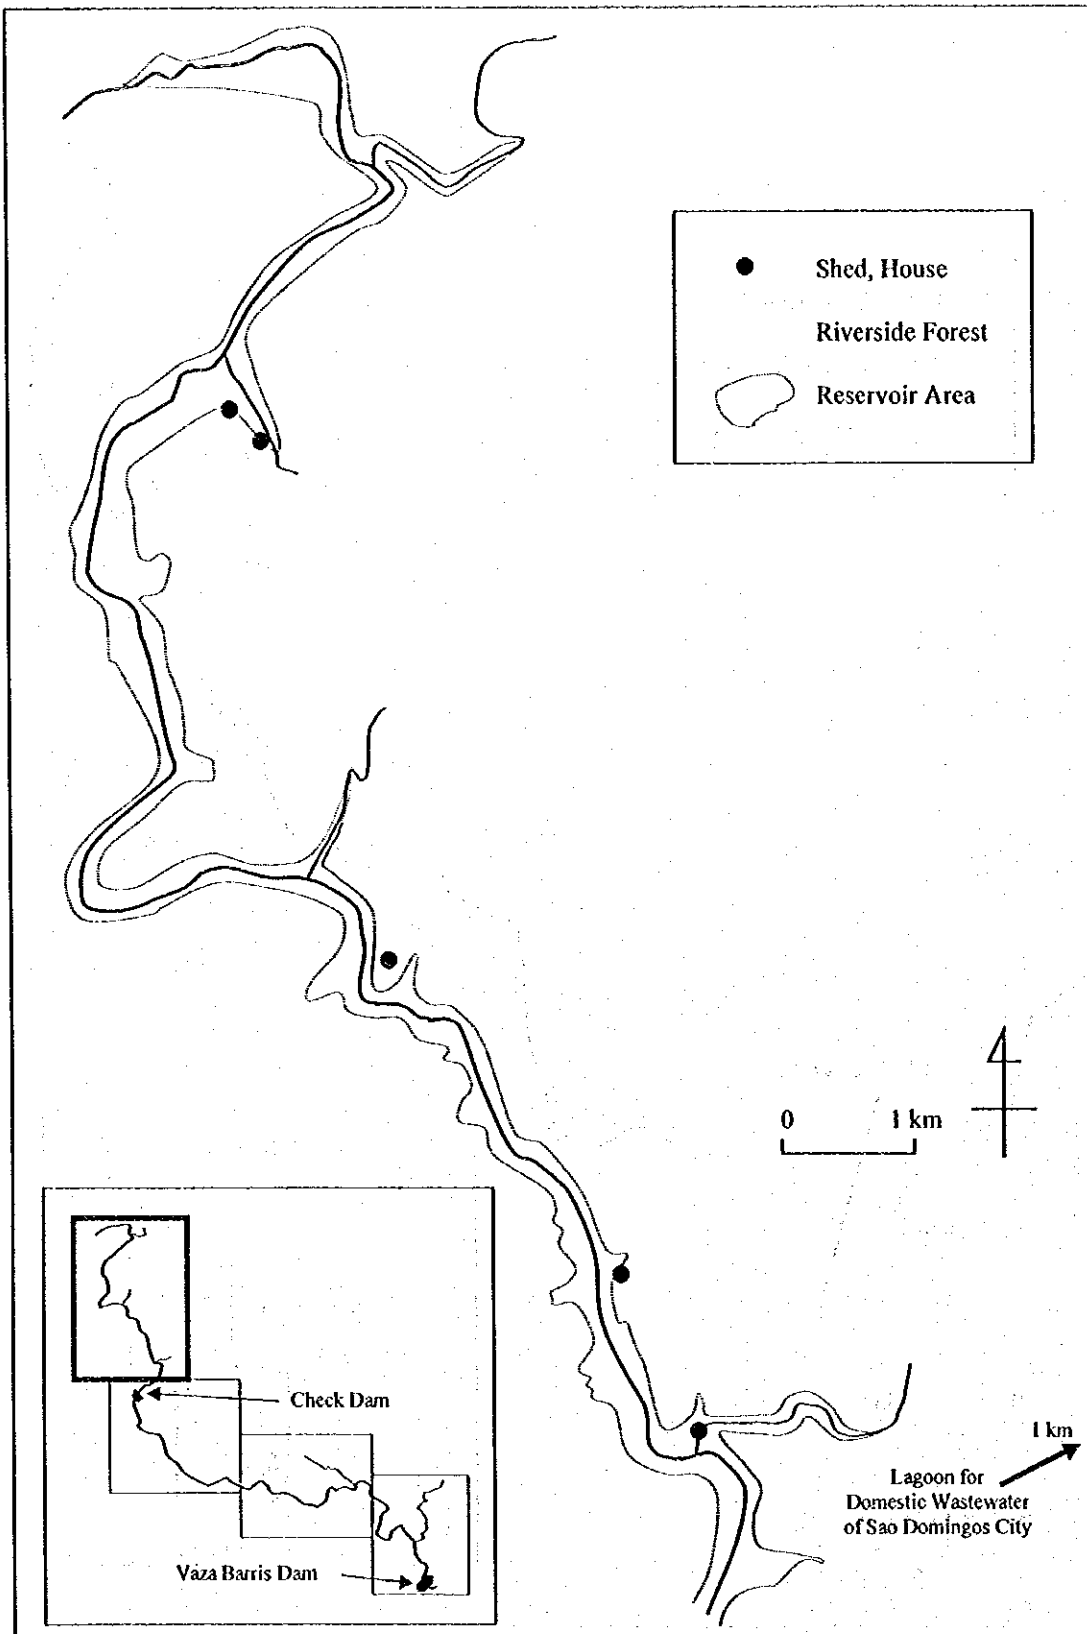 Shed, House
Riverside Forest
Reservoir Area
0 1 km
Check Dam
Vaza Barris Dam
1 km
Lagoon for
Domestic Wastewater
of Sao Domingos City